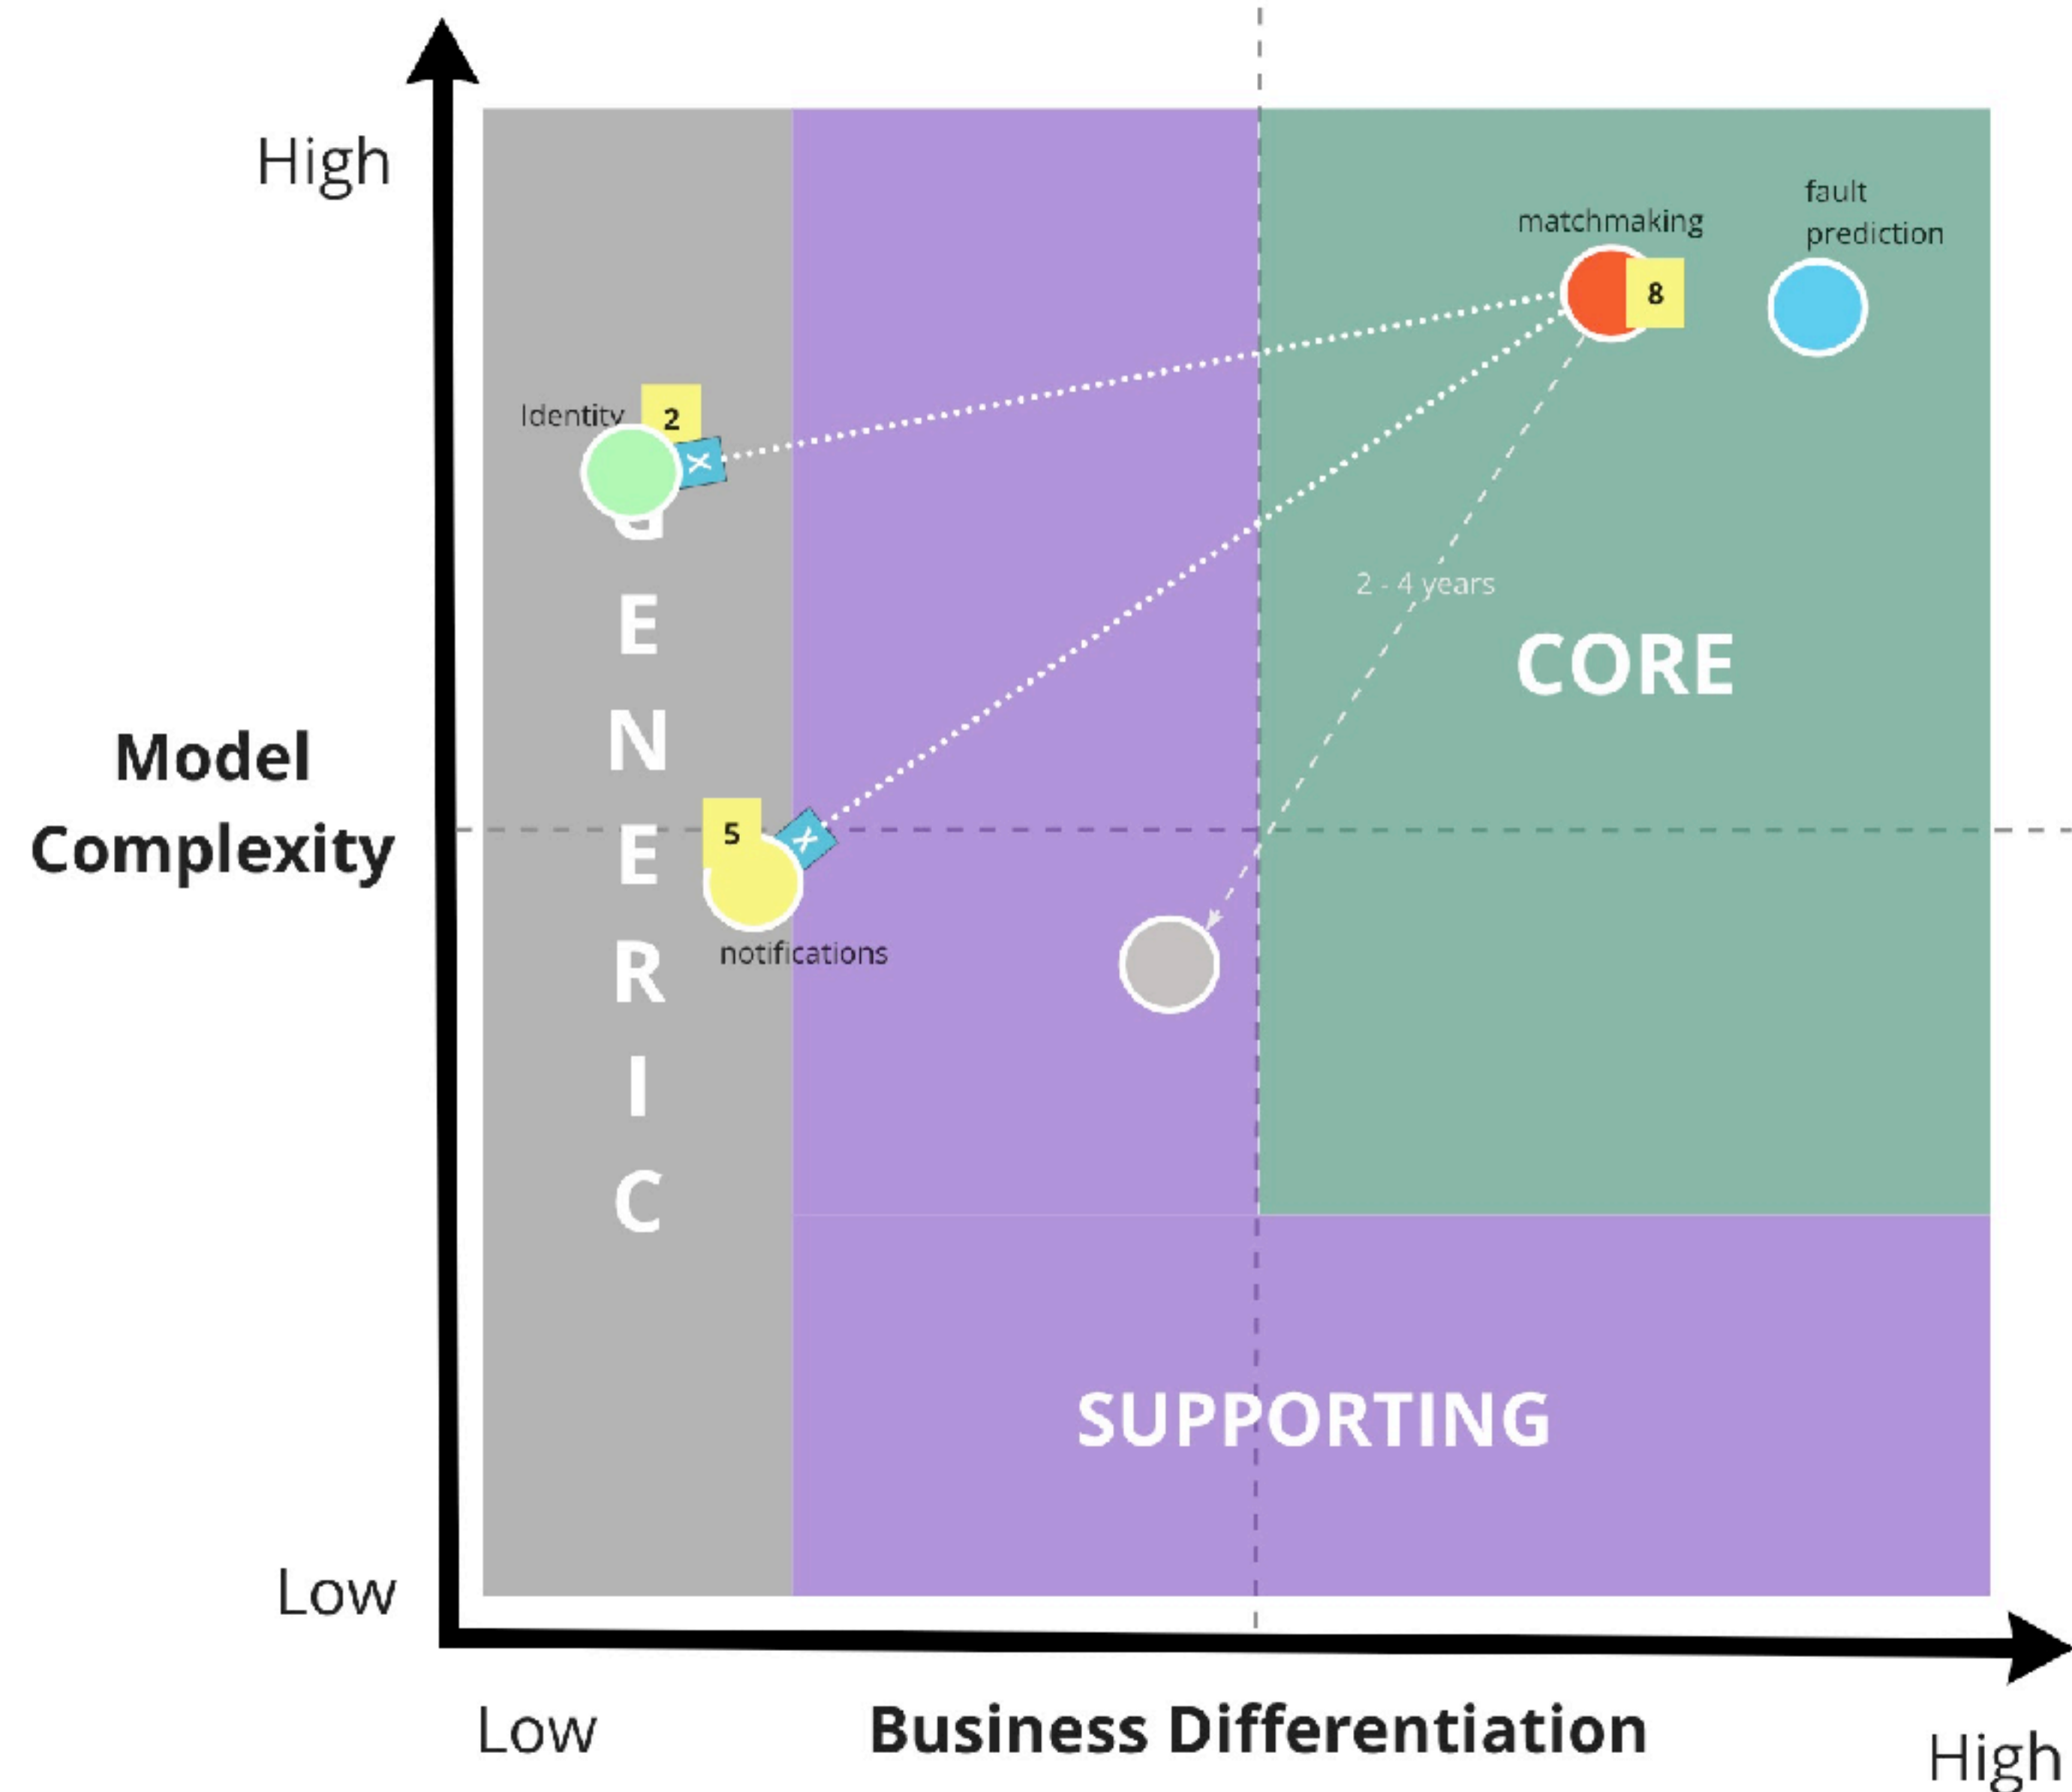 High
fault
prediction
matchmaking
8
Identity
2
X
2 - 4 years
G
E
N
E
R
I
C
CORE
Model
Complexity
5
X
notifications
SUPPORTING
Low
Low
Business Differentiation
High